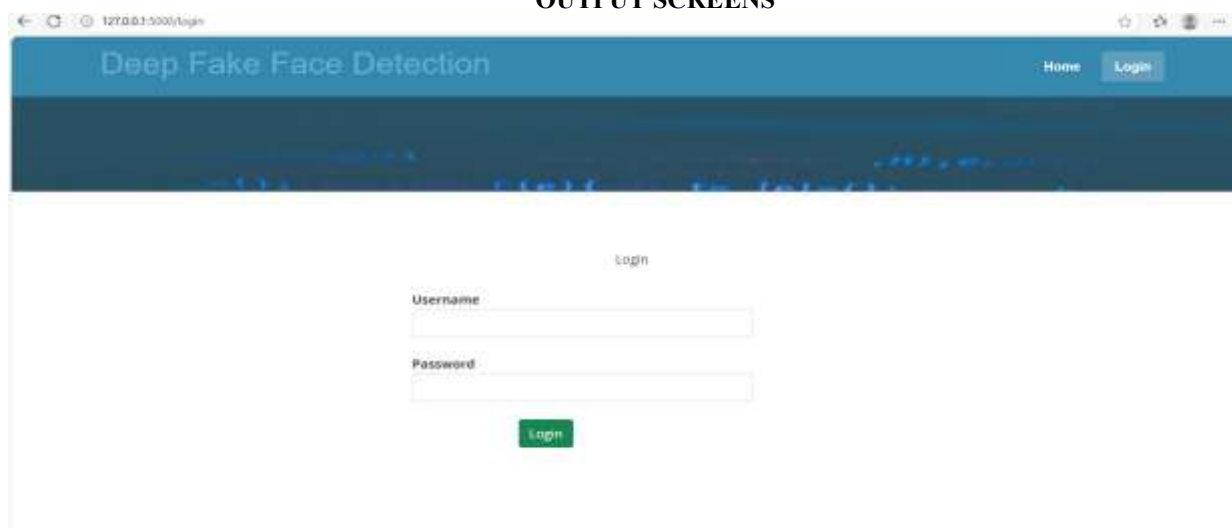 OUTPUT SCREENS
127.0.0.1:5000/login
Deep Fake Face Detection
Home Login
Login
Username
Password
Login